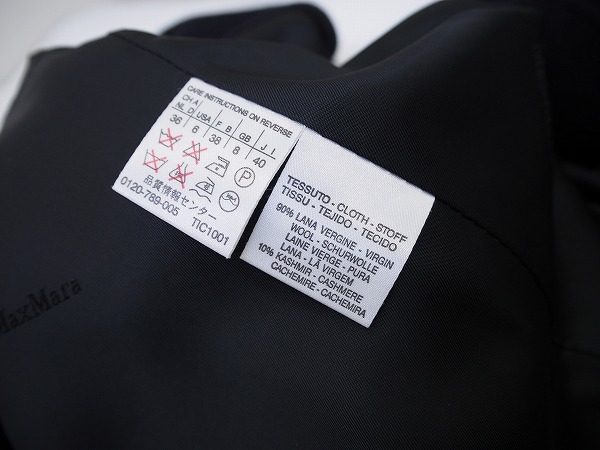 CARE INSTRUCTIONS ON REVERSE
CH A
NL D USA F B GB J I
36 6 38 8 40
P
品質情報センター
0120-789-005 TIC1001
TESSUTO - CLOTH - STOFF
TISSU - TEJIDO - TECIDO
90% LANA VERGINE - VIRGIN
WOOL - SCHURWOLLE
LAINE VIERGE - PURA
LANA - LÃ VIRGEM
10% KASHMIR - CASHMERE
CACHEMIRE - CACHEMIRA
MaxMara